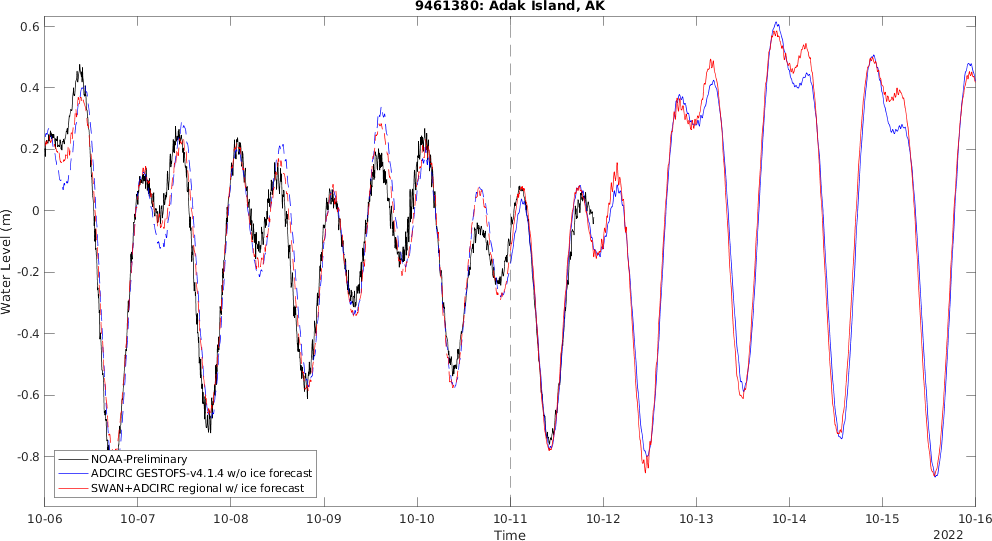 9461380: Adak Island, AK
0.6
0.4
0.2
0
-0.2
-0.4
-0.6
-0.8
Water Level (m)
NOAA-Preliminary
ADCIRC GESTOFS-v4.1.4 w/o ice forecast
SWAN+ADCIRC regional w/ ice forecast
10-06 10-07 10-08 10-09 10-10 10-11 10-12 10-13 10-14 10-15 10-16
Time
2022